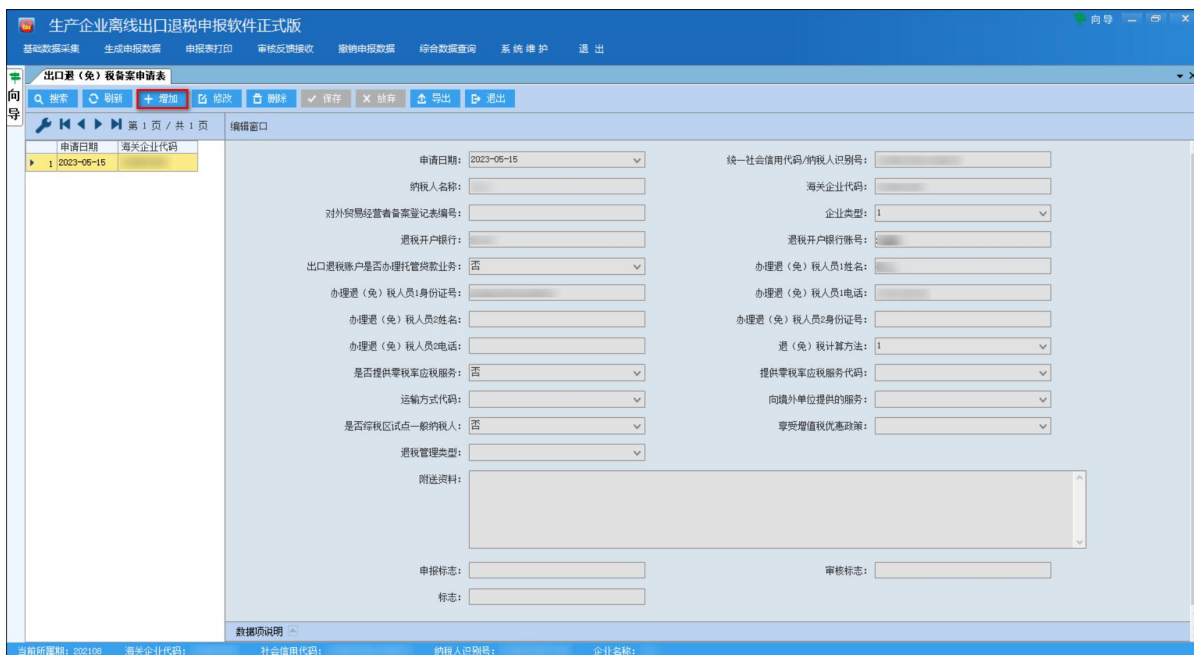 生产企业离线出口退税申报软件正式版
向导
基础数据采集 生成申报数据 申报表打印 审核反馈接收 撤销申报数据 综合数据查询 系统维护 退出
向导
出口退（免）税备案申请表
搜索 刷新 增加 修改 删除 保存 放弃 导出 退出
第 1 页 / 共 1 页
编辑窗口
申请日期 海关企业代码
1 2023-05-15
申请日期: 2023-05-15 统一社会信用代码/纳税人识别号:
纳税人名称: 海关企业代码:
对外贸易经营者备案登记表编号: 企业类型: 1
退税开户银行: 退税开户银行账号:
出口退税账户是否办理托管贷款业务: 否 办理退（免）税人员1姓名:
办理退（免）税人员1身份证号: 办理退（免）税人员1电话:
办理退（免）税人员2姓名: 办理退（免）税人员2身份证号:
办理退（免）税人员2电话: 退（免）税计算方法: 1
是否提供零税率应税服务: 否 提供零税率应税服务代码:
运输方式代码: 向境外单位提供的服务:
是否综税区试点一般纳税人: 否 享受增值税优惠政策:
退税管理类型:
附送资料:
申报标志: 审核标志:
标志:
数据项说明
当前所属期: 202108 海关企业代码: 社会信用代码: 纳税人识别号: 企业名称: